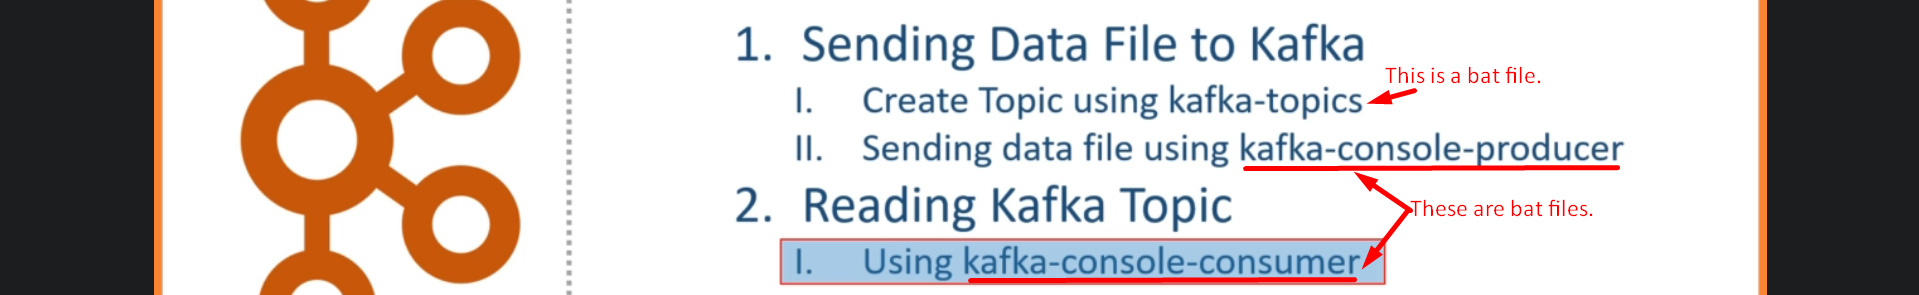 1. Sending Data File to Kafka
This is a bat file.
I. Create Topic using kafka-topics
II. Sending data file using kafka-console-producer
2. Reading Kafka Topic
These are bat files.
I. Using kafka-console-consumer